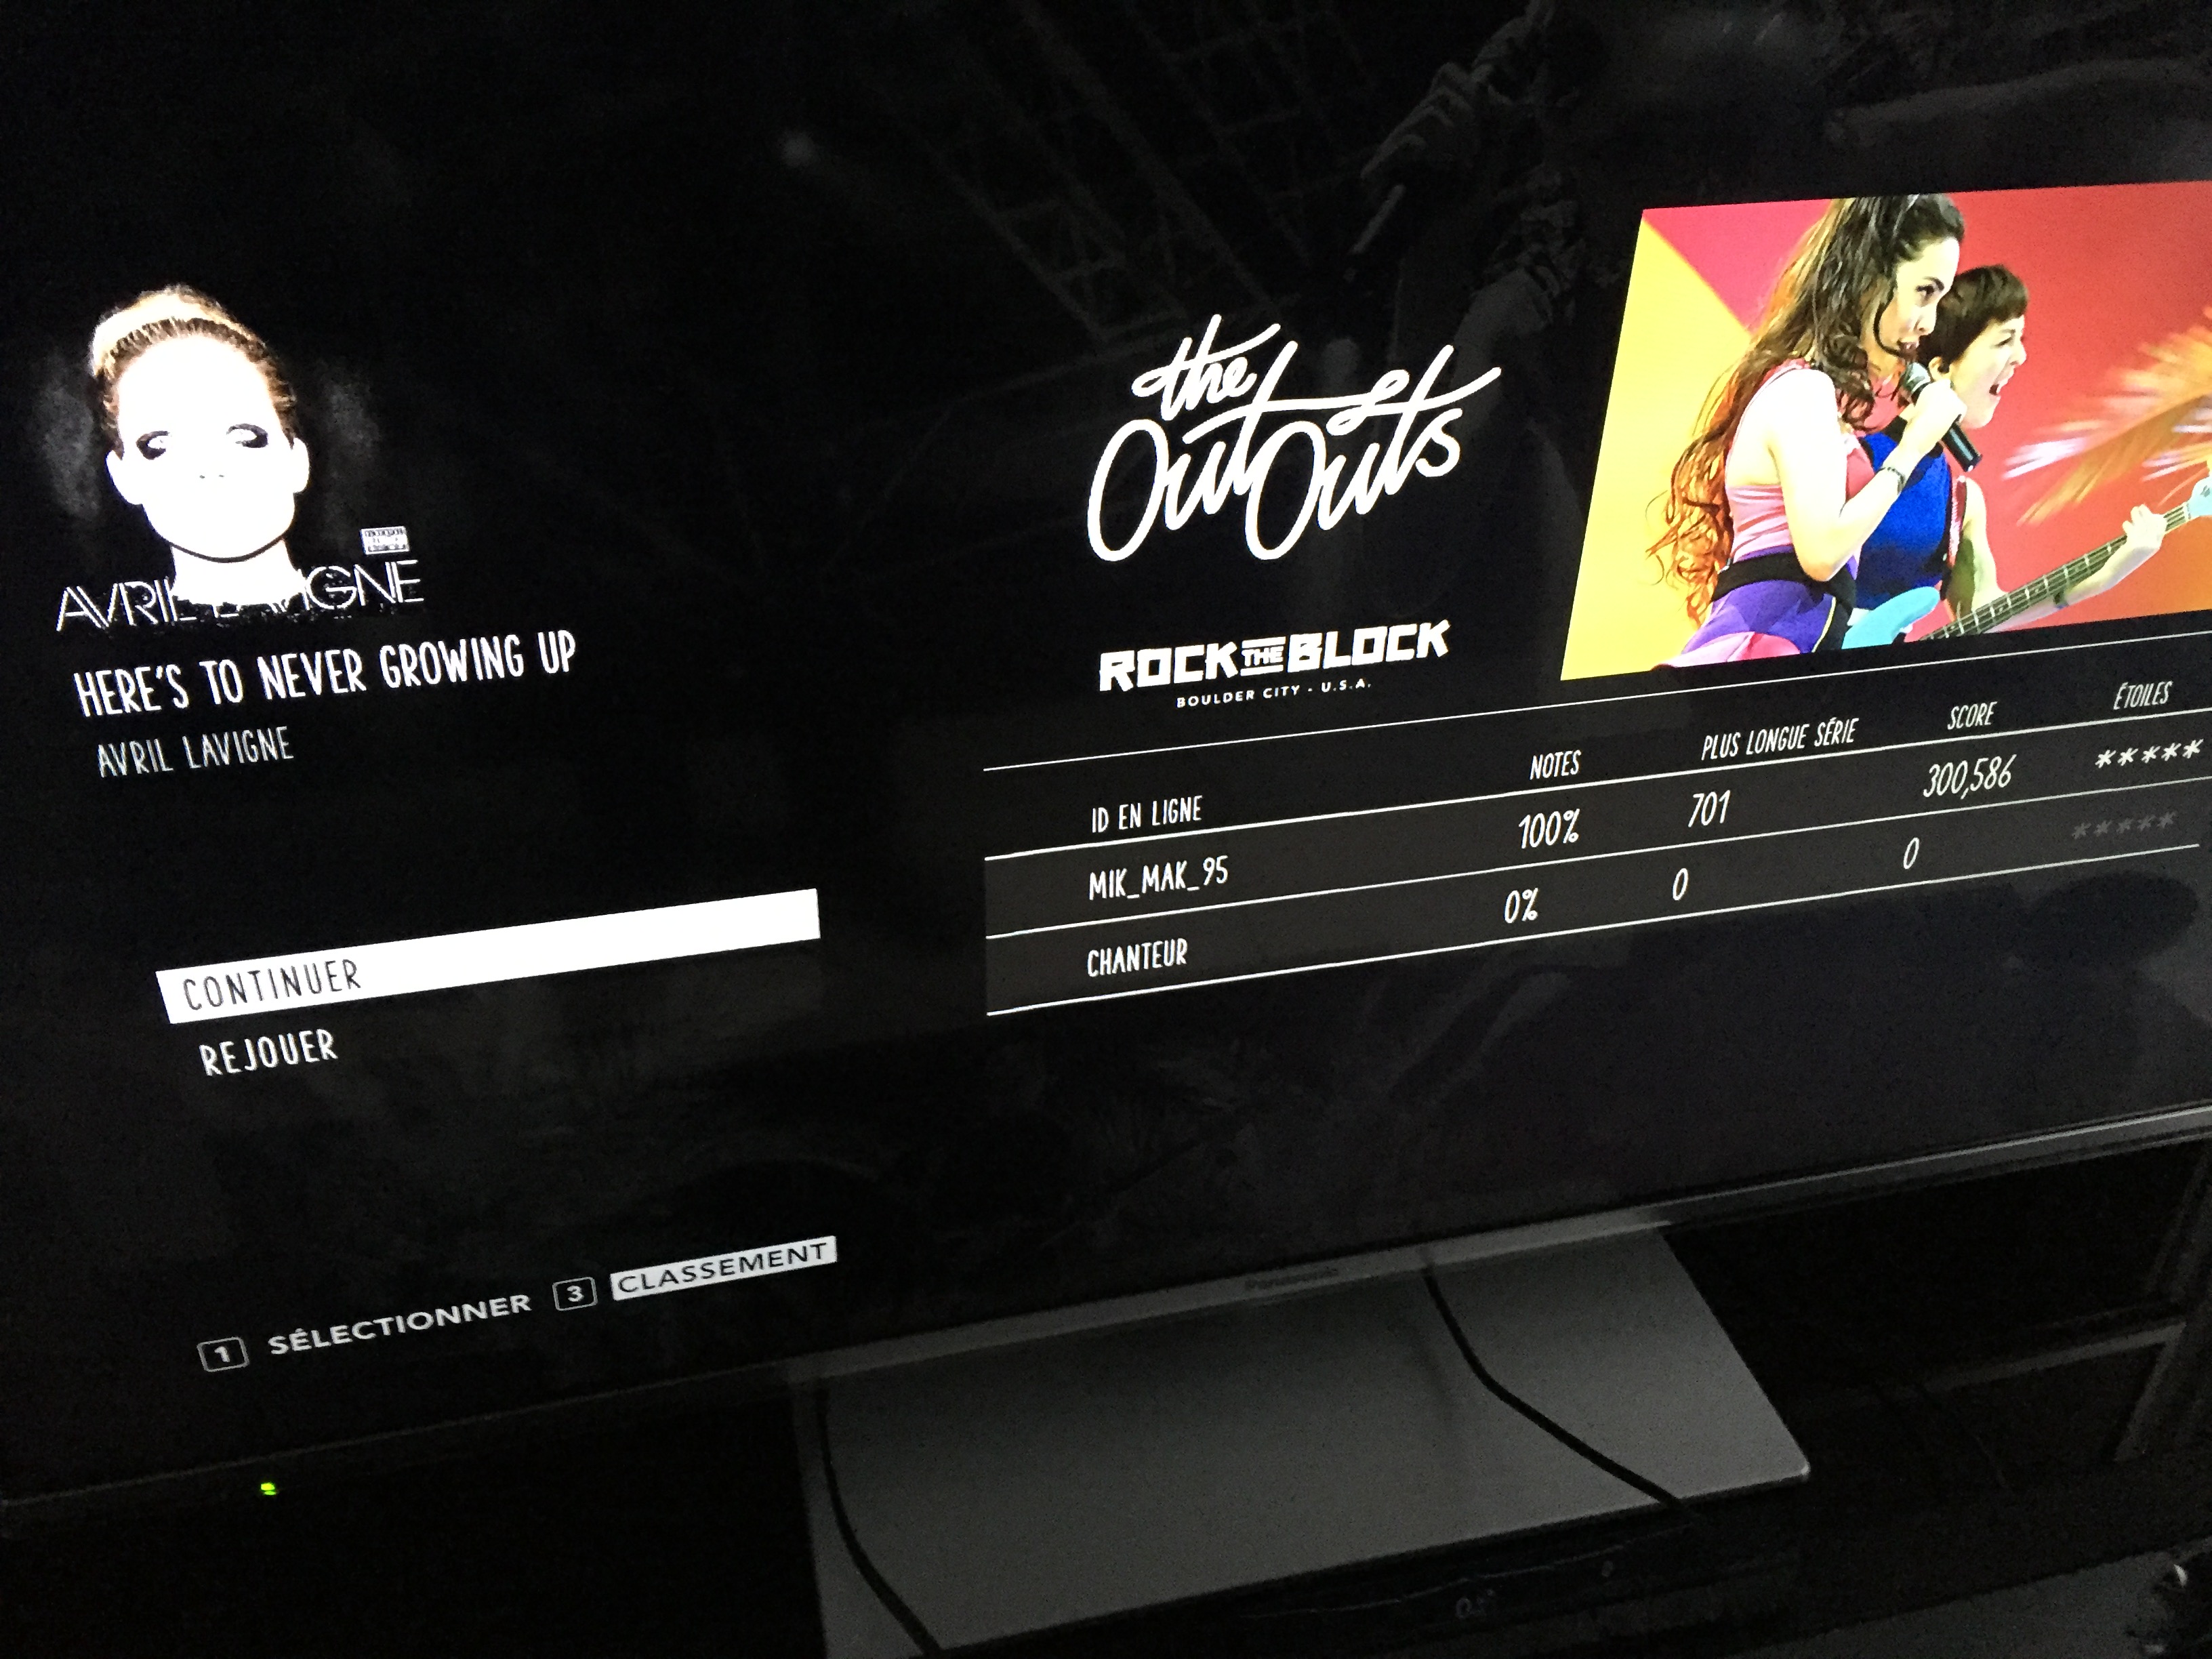 AVRIL LAVIGNE
HERE'S TO NEVER GROWING UP
AVRIL LAVIGNE
CONTINUER
REJOUER
1 SÉLECTIONNER 3 CLASSEMENT
the
OutOuts
ROCK THE BLOCK
BOULDER CITY - U.S.A.
ID EN LIGNE NOTES PLUS LONGUE SÉRIE SCORE ÉTOILES
MIK_MAK_95 100% 701 300,586 *****
CHANTEUR 0% 0 0 *****
Panasonic